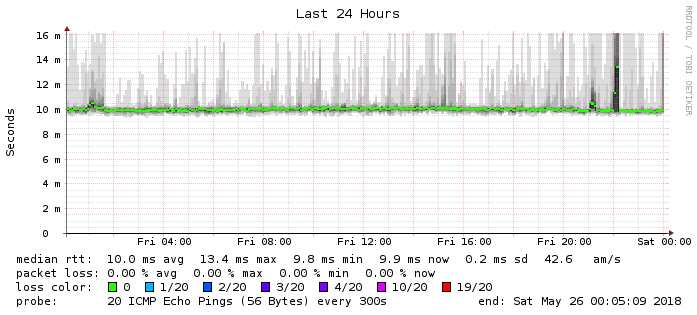 Last 24 Hours
RRDTOOL / TOBI OETIKER
Seconds
16 m
14 m
12 m
10 m
8 m
6 m
4 m
2 m
0
Fri 04:00 Fri 08:00 Fri 12:00 Fri 16:00 Fri 20:00 Sat 00:00
median rtt: 10.0 ms avg 13.4 ms max 9.8 ms min 9.9 ms now 0.2 ms sd 42.6 am/s
packet loss: 0.00 % avg 0.00 % max 0.00 % min 0.00 % now
loss color: 0 1/20 2/20 3/20 4/20 10/20 19/20
probe: 20 ICMP Echo Pings (56 Bytes) every 300s end: Sat May 26 00:05:09 2018